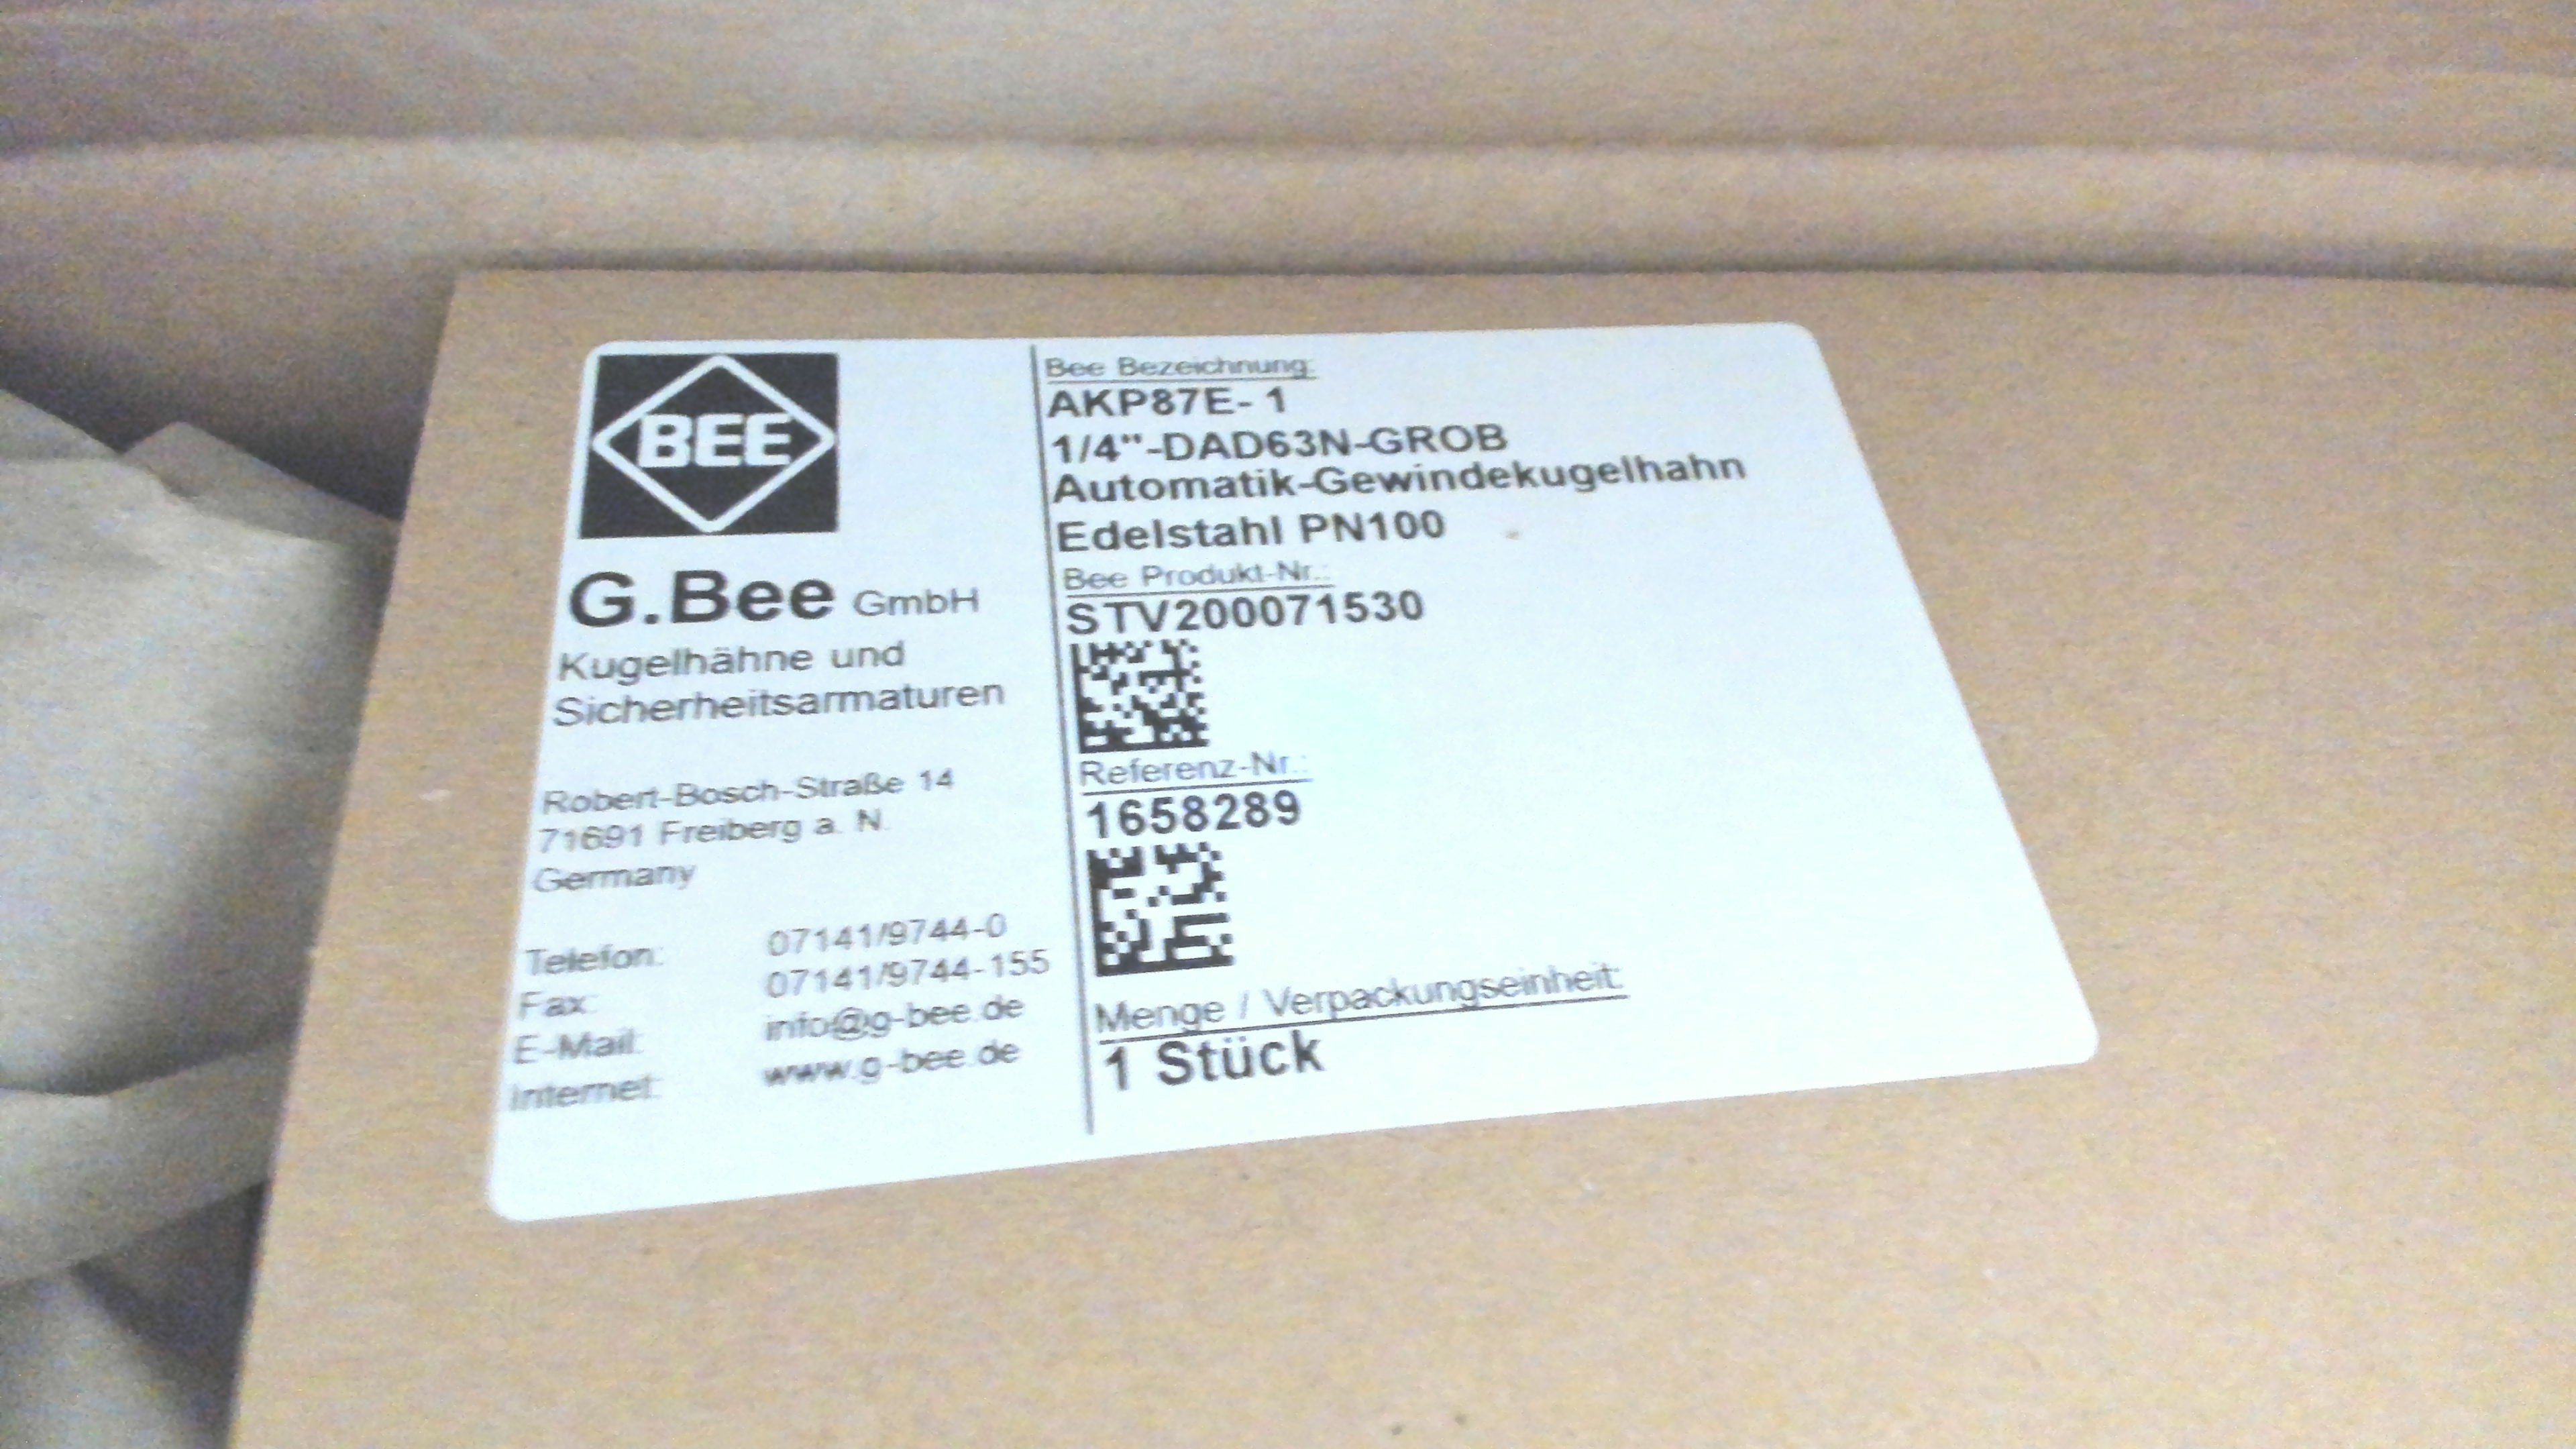 BEE
G.Bee GmbH
Kugelhähne und
Sicherheitsarmaturen
Robert-Bosch-Straße 14
71691 Freiberg a. N.
Germany
Telefon: 07141/9744-0
Fax: 07141/9744-155
E-Mail: info@g-bee.de
Internet: www.g-bee.de
Bee Bezeichnung:
AKP87E- 1
1/4"-DAD63N-GROB
Automatik-Gewindekugelhahn
Edelstahl PN100
Bee Produkt-Nr.:
STV200071530
Referenz-Nr.:
1658289
Menge / Verpackungseinheit:
1 Stück